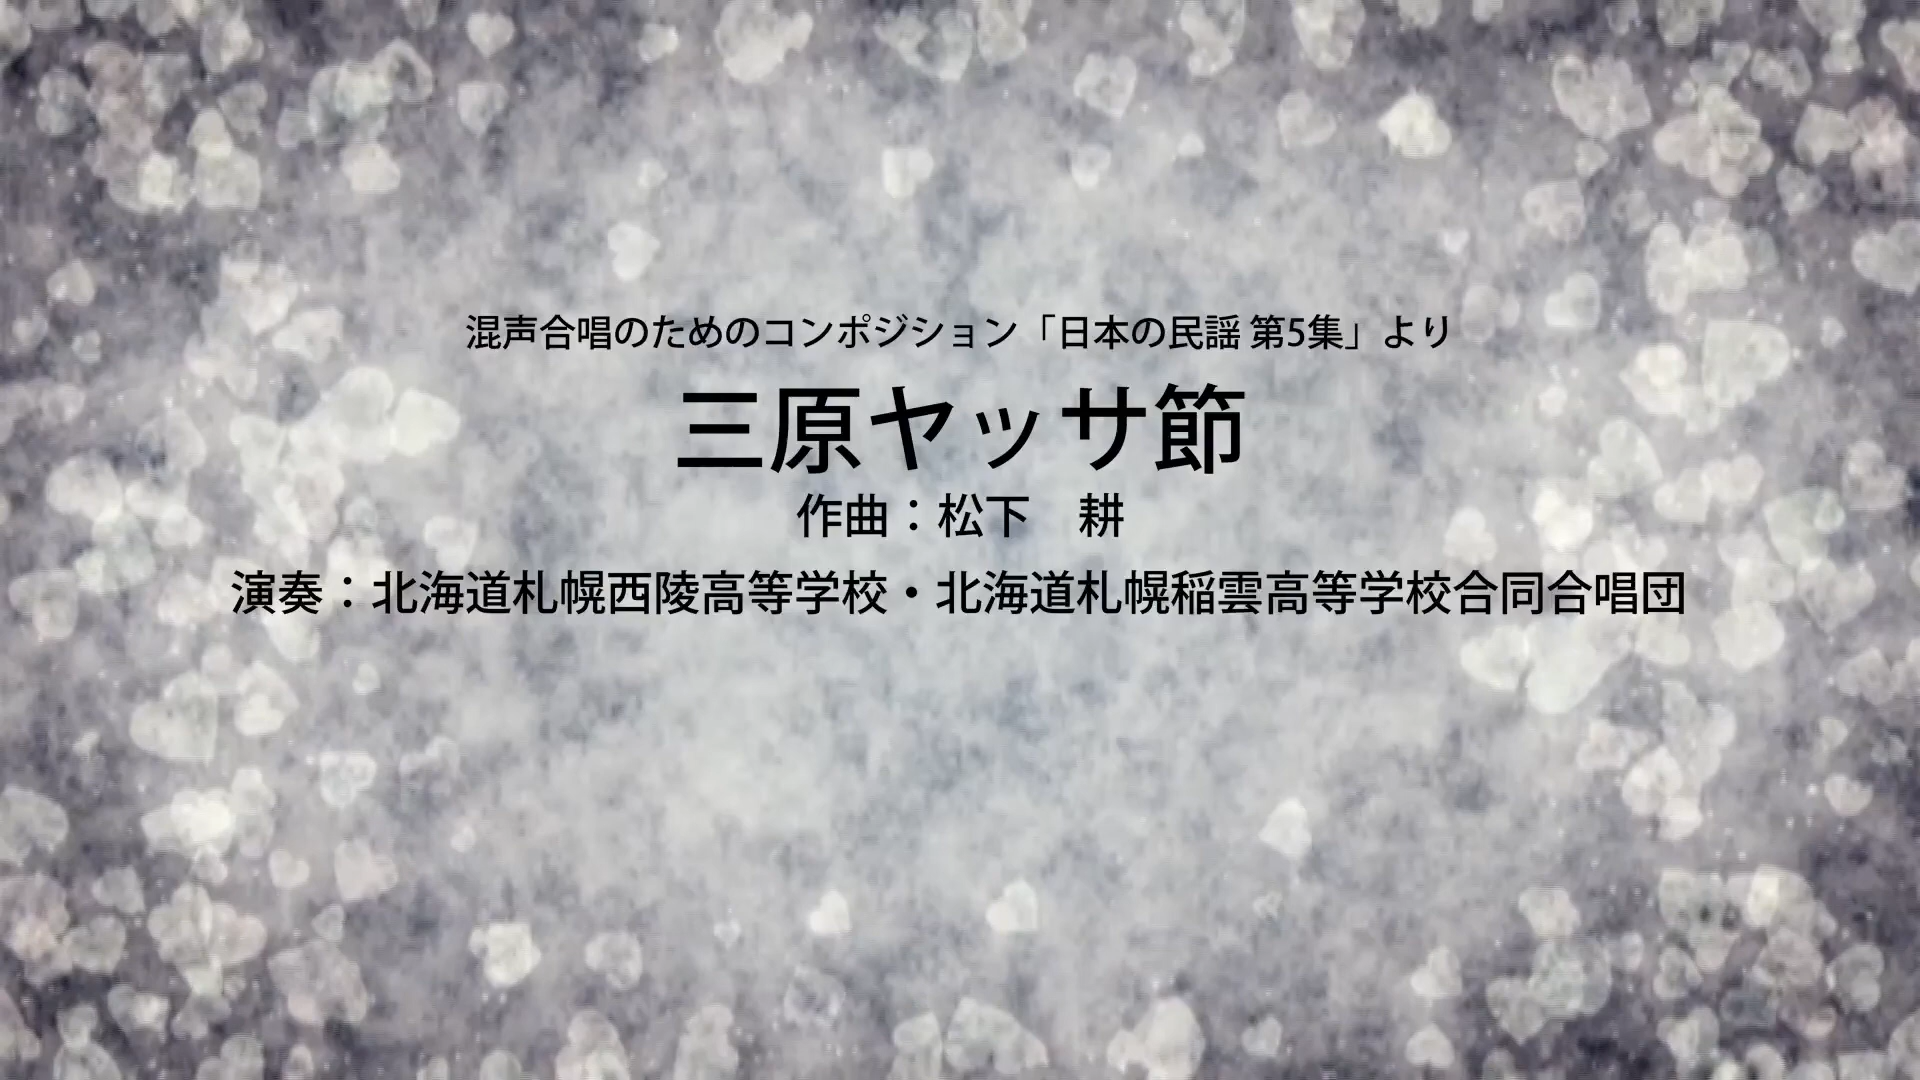 混声合唱のためのコンポジション「日本の民謡 第5集」より
三原ヤッサ節
作曲：松下　耕
演奏：北海道札幌西陵高等学校・北海道札幌稲雲高等学校合同合唱団